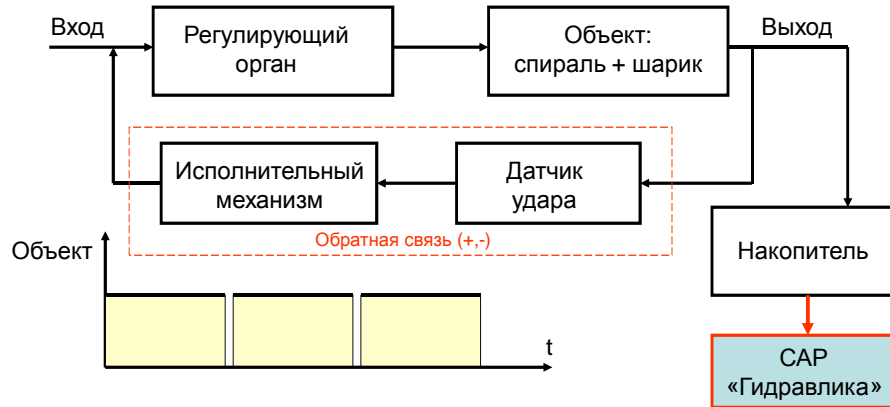 Вход
Регулирующий
орган
Объект:
спираль + шарик
Выход
Исполнительный
механизм
Датчик
удара
Обратная связь (+,-)
Объект
t
Накопитель
САР
«Гидравлика»